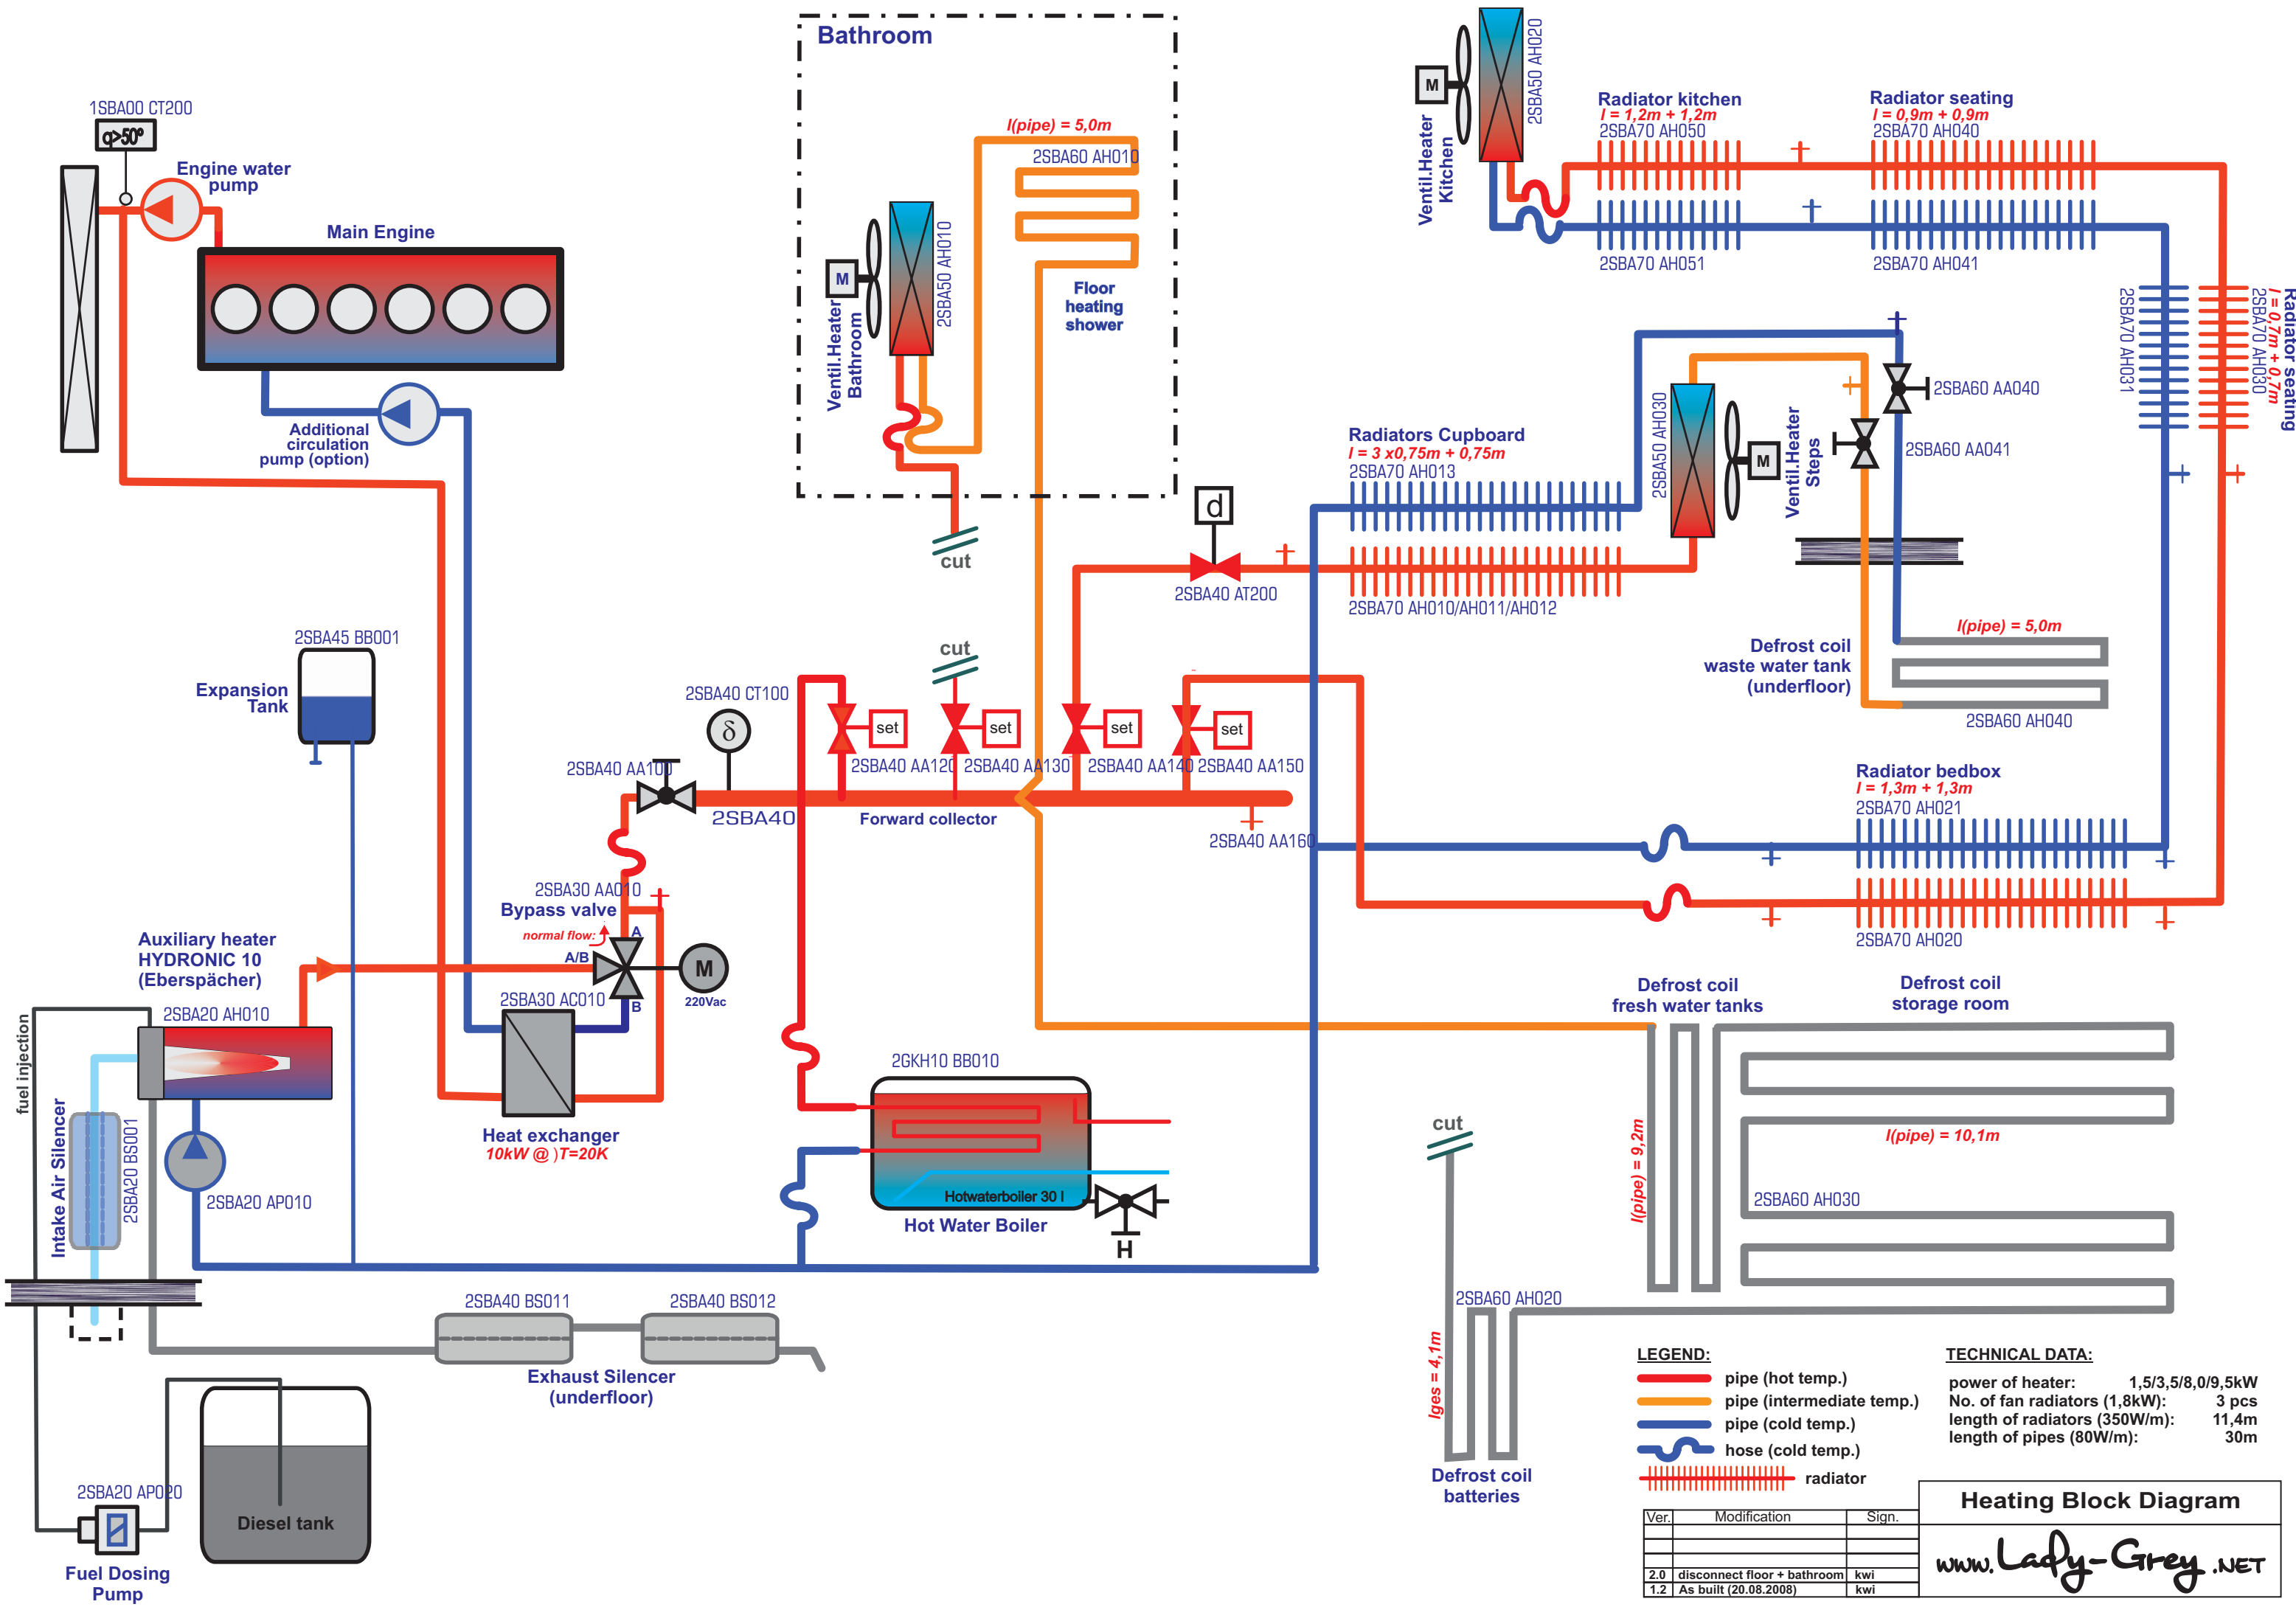 Bathroom
1SBA00 CT200
q>50°
Engine water
pump
Main Engine
Additional
circulation
pump (option)
l(pipe) = 5,0m
2SBA60 AH010
2SBA50 AH010
M
Ventil.Heater
Bathroom
Floor
heating
shower
cut
2SBA50 AH020
M
Ventil.Heater
Kitchen
Radiator kitchen
l = 1,2m + 1,2m
2SBA70 AH050
2SBA70 AH051
Radiator seating
l = 0,9m + 0,9m
2SBA70 AH040
2SBA70 AH041
2SBA70 AH031
2SBA70 AH030
l = 0,7m + 0,7m
Radiator seating
Radiators Cupboard
l = 3 x0,75m + 0,75m
2SBA70 AH013
2SBA70 AH010/AH011/AH012
d
2SBA40 AT200
2SBA50 AH030
M
Ventil.Heater
Steps
2SBA60 AA040
2SBA60 AA041
Defrost coil
waste water tank
(underfloor)
l(pipe) = 5,0m
2SBA60 AH040
2SBA45 BB001
Expansion
Tank
2SBA40 CT100
δ
cut
set
set
set
set
2SBA40 AA100
2SBA40 AA120
2SBA40 AA130
2SBA40 AA140
2SBA40 AA150
2SBA40
Forward collector
2SBA40 AA160
Radiator bedbox
l = 1,3m + 1,3m
2SBA70 AH021
2SBA70 AH020
2SBA30 AA010
Bypass valve
normal flow:
A
A/B
B
M
220Vac
Auxiliary heater
HYDRONIC 10
(Eberspächer)
2SBA20 AH010
2SBA30 AC010
Heat exchanger
10kW @ )T=20K
fuel injection
Intake Air Silencer
2SBA20 BS001
2SBA20 AP010
2GKH10 BB010
Hotwaterboiler 30 l
Hot Water Boiler
H
Defrost coil
fresh water tanks
l(pipe) = 9,2m
Defrost coil
storage room
l(pipe) = 10,1m
2SBA60 AH030
cut
2SBA60 AH020
lges = 4,1m
Defrost coil
batteries
2SBA40 BS011
2SBA40 BS012
Exhaust Silencer
(underfloor)
2SBA20 AP020
Fuel Dosing
Pump
Diesel tank
LEGEND:
pipe (hot temp.)
pipe (intermediate temp.)
pipe (cold temp.)
hose (cold temp.)
radiator
TECHNICAL DATA:
power of heater: 1,5/3,5/8,0/9,5kW
No. of fan radiators (1,8kW): 3 pcs
length of radiators (350W/m): 11,4m
length of pipes (80W/m): 30m
Ver. Modification Sign.
2.0 disconnect floor + bathroom kwi
1.2 As built (20.08.2008) kwi
Heating Block Diagram
www.Lady-Grey.NET